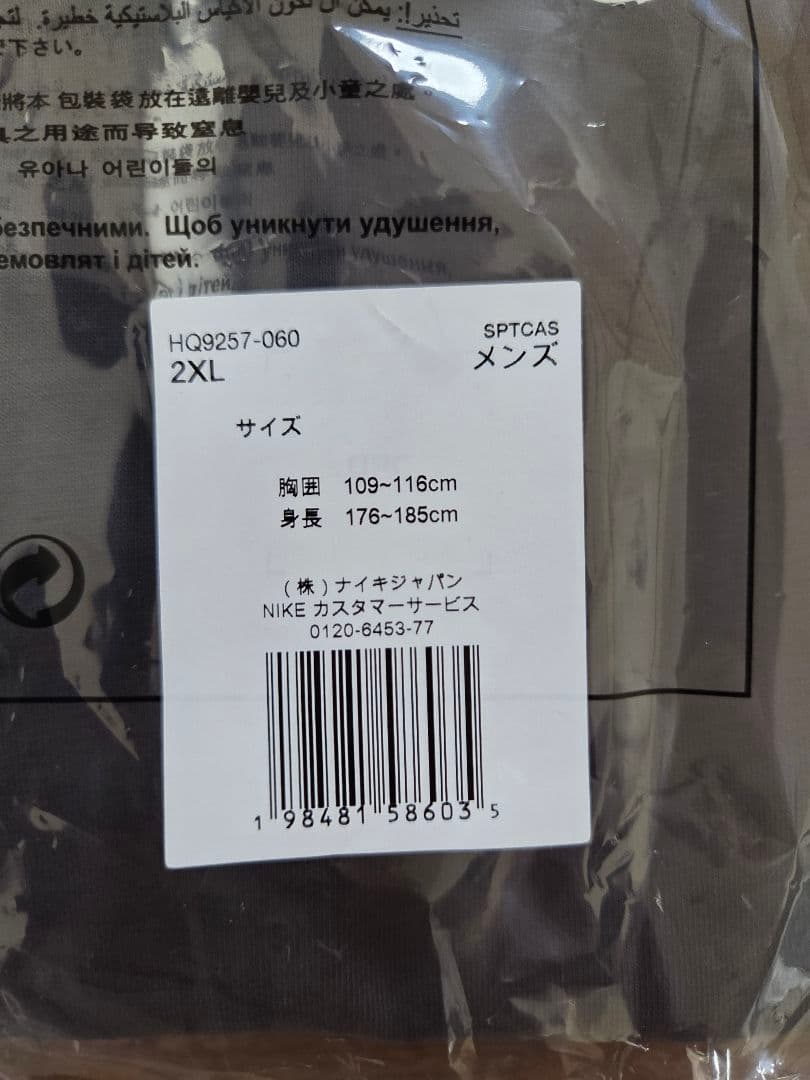 تحذير!: يمكن أن تكون الأكياس البلاستيكية خطيرة.
下さい。
將本 包裝袋 放在遠離嬰兒及小童之處。
之用途而导致窒息
유아나 어린이들의
безпечними. Щоб уникнути удушення,
емовлят і дітей.
HQ9257-060 SPTCAS
2XL メンズ
サイズ
胸囲 109~116cm
身長 176~185cm
(株)ナイキジャパン
NIKE カスタマーサービス
0120-6453-77
1 98481 58603 5